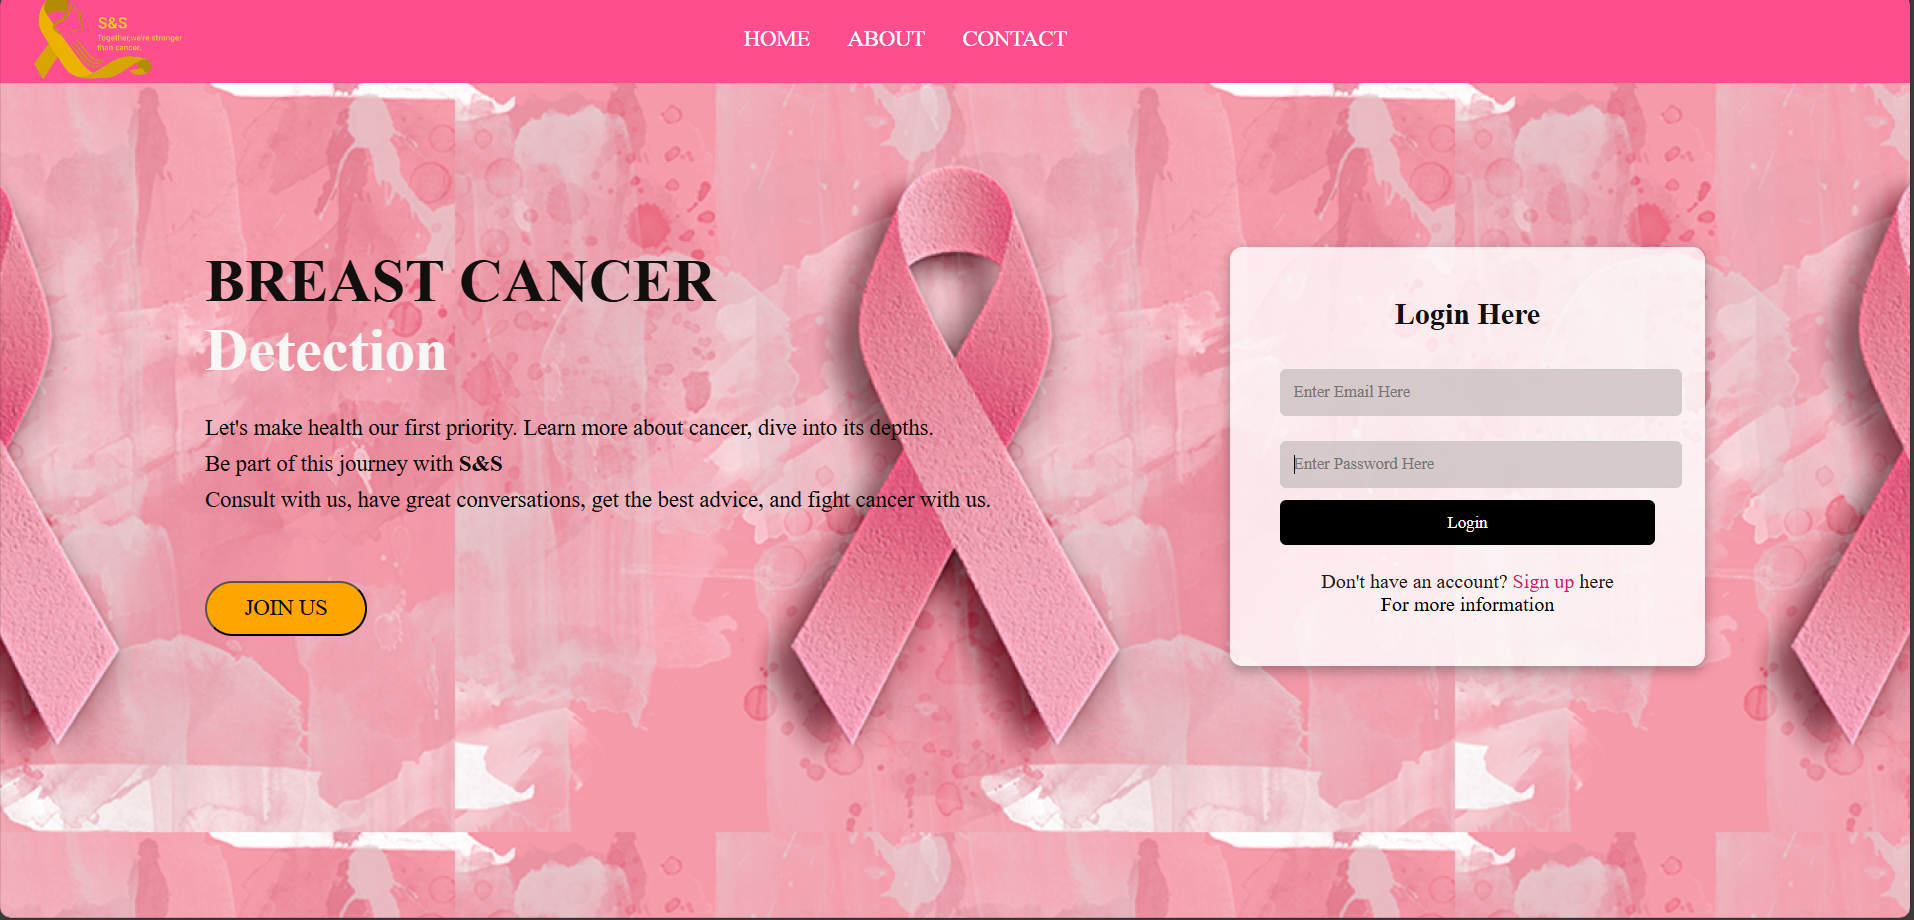 S&S
Together,we're stronger
than cancer.
HOME ABOUT CONTACT
BREAST CANCER
Detection
Let's make health our first priority. Learn more about cancer, dive into its depths.
Be part of this journey with S&S
Consult with us, have great conversations, get the best advice, and fight cancer with us.
JOIN US
Login Here
Enter Email Here
Enter Password Here
Login
Don't have an account? Sign up here
For more information